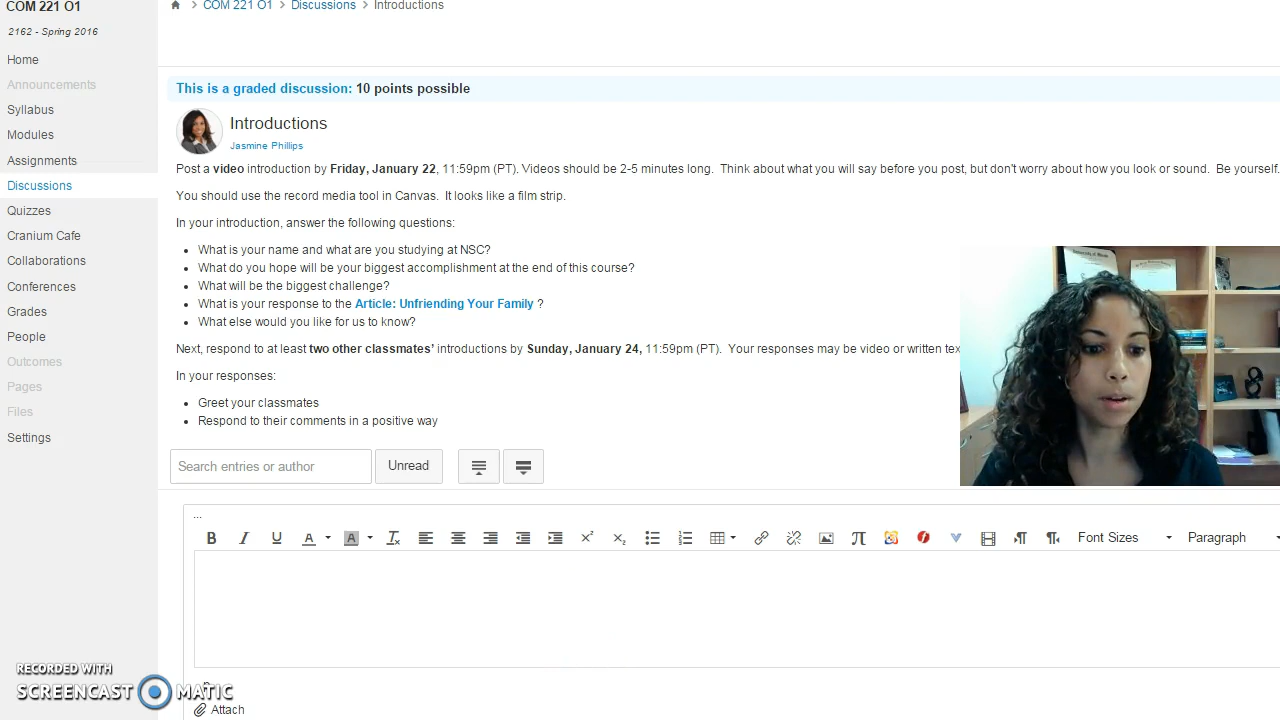 COM 221 O1
COM 221 O1 > Discussions > Introductions
2162 - Spring 2016
Home
Announcements
Syllabus
Modules
Assignments
Discussions
Quizzes
Cranium Cafe
Collaborations
Conferences
Grades
People
Outcomes
Pages
Files
Settings
This is a graded discussion: 10 points possible
Introductions
Jasmine Phillips
Post a video introduction by Friday, January 22, 11:59pm (PT). Videos should be 2-5 minutes long. Think about what you will say before you post, but don't worry about how you look or sound. Be yourself.
You should use the record media tool in Canvas. It looks like a film strip.
In your introduction, answer the following questions:
• What is your name and what are you studying at NSC?
• What do you hope will be your biggest accomplishment at the end of this course?
• What will be the biggest challenge?
• What is your response to the Article: Unfriending Your Family ?
• What else would you like for us to know?
Next, respond to at least two other classmates' introductions by Sunday, January 24, 11:59pm (PT). Your responses may be video or written tex
In your responses:
• Greet your classmates
• Respond to their comments in a positive way
Search entries or author
Unread
...
B I U A A Tx x² x₂ π Font Sizes Paragraph
Attach
RECORDED WITH
SCREENCAST MATIC